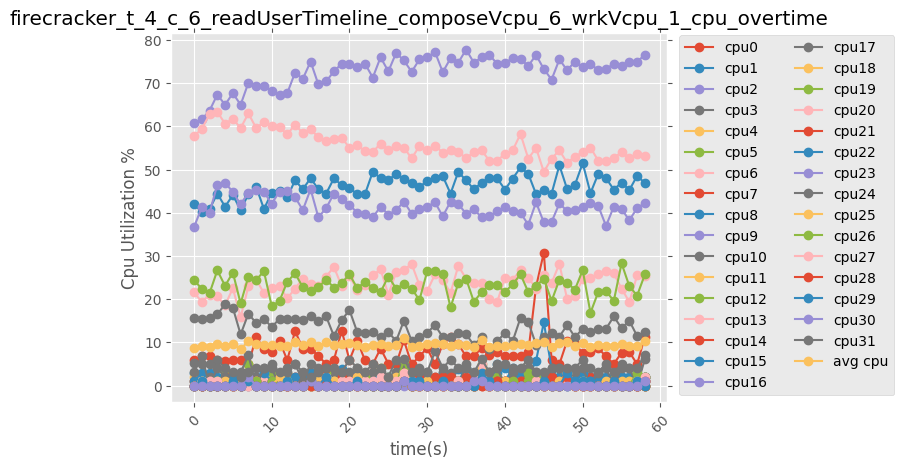 firecracker_t_4_c_6_readUserTimeline_composeVcpu_6_wrkVcpu_1_cpu_overtime
80
70
60
50
40
30
20
10
0
Cpu Utilization %
0
10
20
30
40
50
60
time(s)
cpu0
cpu1
cpu2
cpu3
cpu4
cpu5
cpu6
cpu7
cpu8
cpu9
cpu10
cpu11
cpu12
cpu13
cpu14
cpu15
cpu16
cpu17
cpu18
cpu19
cpu20
cpu21
cpu22
cpu23
cpu24
cpu25
cpu26
cpu27
cpu28
cpu29
cpu30
cpu31
avg cpu